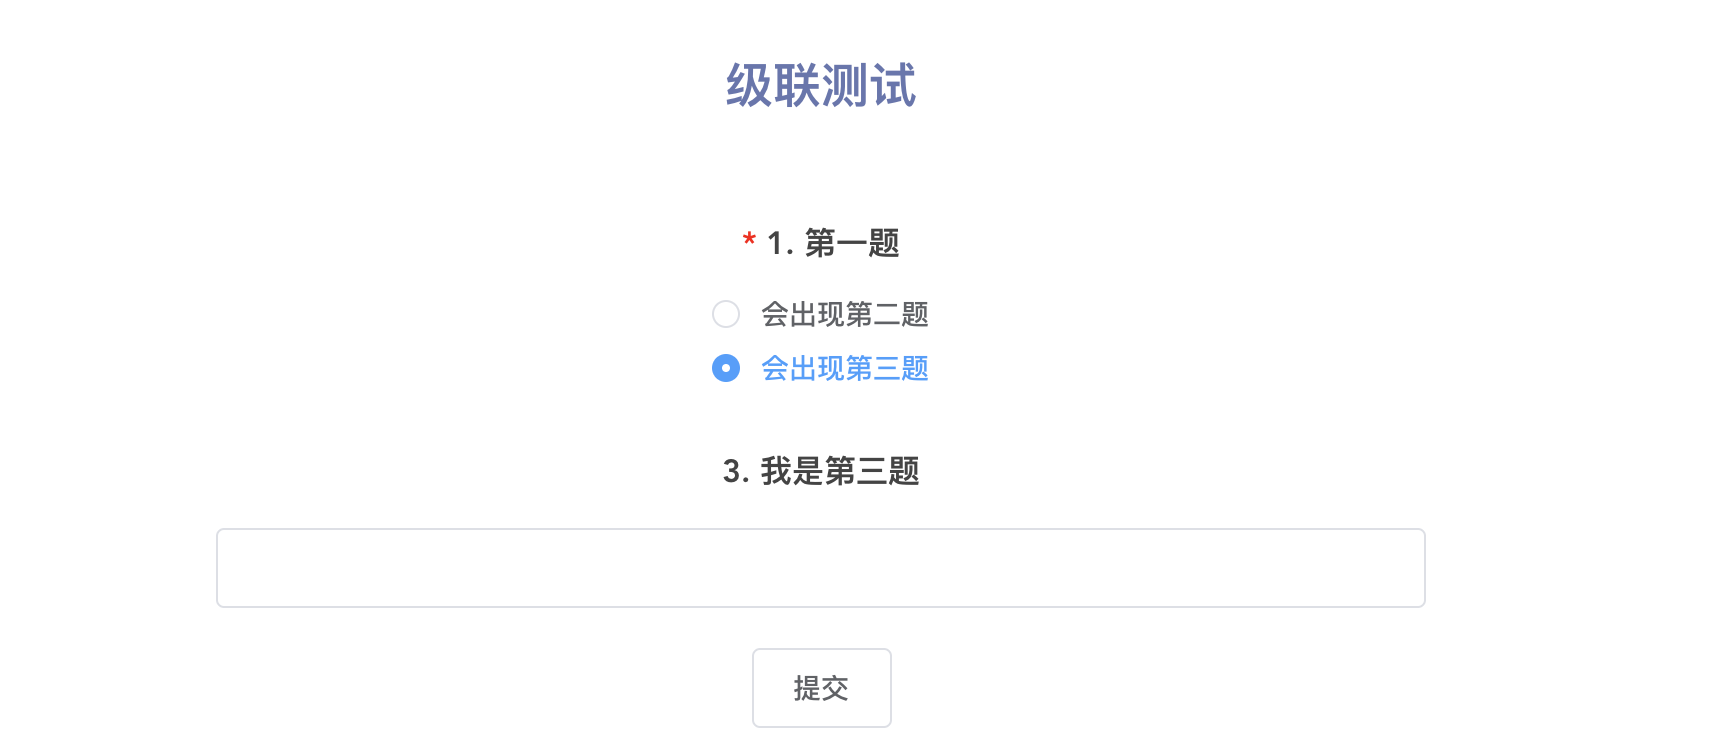 级联测试
* 1. 第一题
会出现第二题
会出现第三题
3. 我是第三题
提交